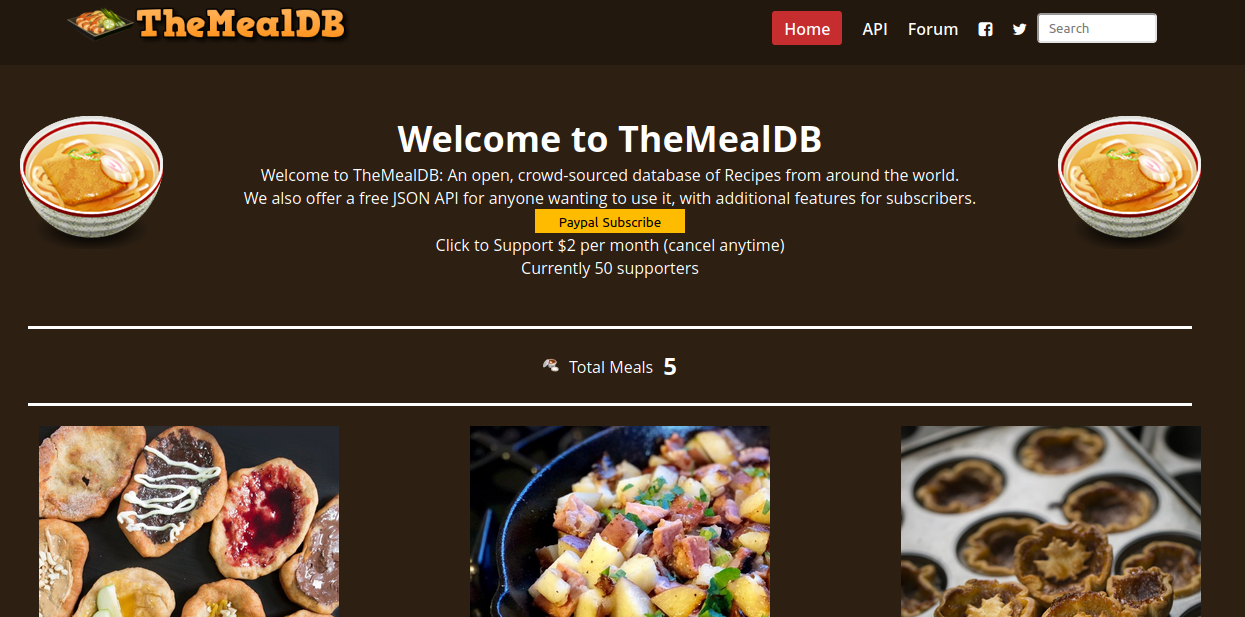 TheMealDB
Home API Forum Search
Welcome to TheMealDB
Welcome to TheMealDB: An open, crowd-sourced database of Recipes from around the world.
We also offer a free JSON API for anyone wanting to use it, with additional features for subscribers.
Paypal Subscribe
Click to Support $2 per month (cancel anytime)
Currently 50 supporters
Total Meals 5